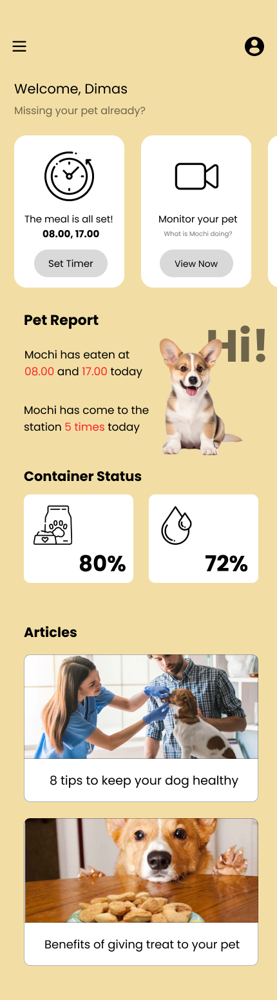 Welcome, Dimas
Missing your pet already?
The meal is all set!
08.00, 17.00
Set Timer
Monitor your pet
What is Mochi doing?
View Now
Pet Report
Hi!
Mochi has eaten at
08.00 and 17.00 today
Mochi has come to the
station 5 times today
Container Status
80%
72%
Articles
8 tips to keep your dog healthy
Benefits of giving treat to your pet